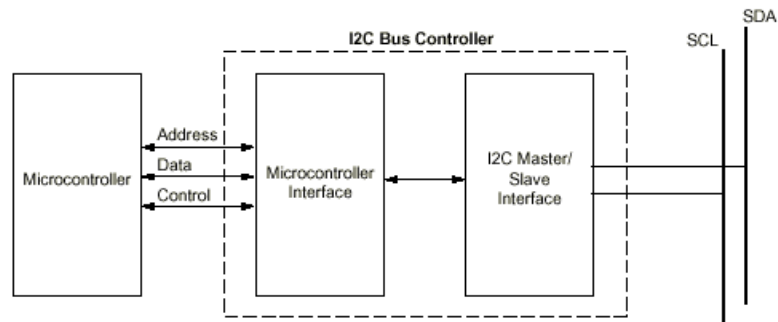 SDA
I2C Bus Controller
SCL
Microcontroller
Address
Data
Control
Microcontroller
Interface
I2C Master/
Slave
Interface